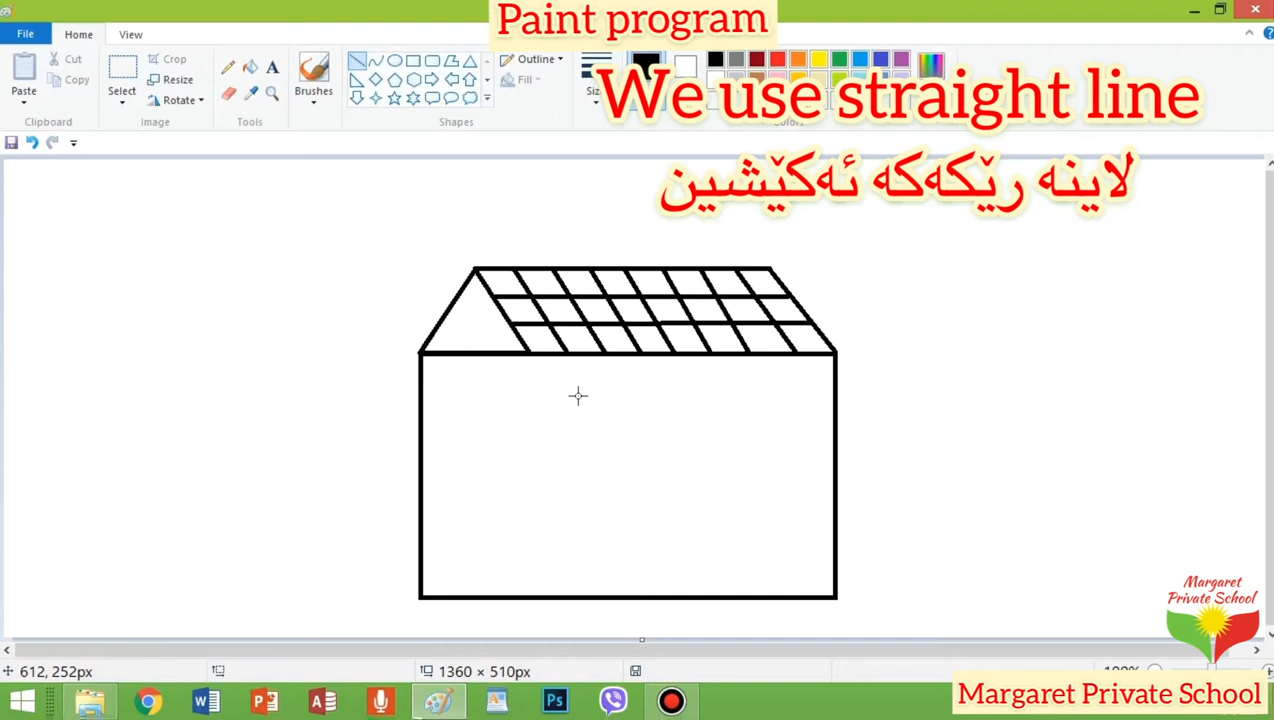 Paint program
File
Home
View
Cut
Copy
Paste
Clipboard
Crop
Resize
Rotate
Select
Image
Tools
Brushes
Shapes
Outline
Fill
We use straight line
لاینە ڕێکەکە ئەکێشین
612, 252px
1360 × 510px
Margaret
Private School
Margaret Private School